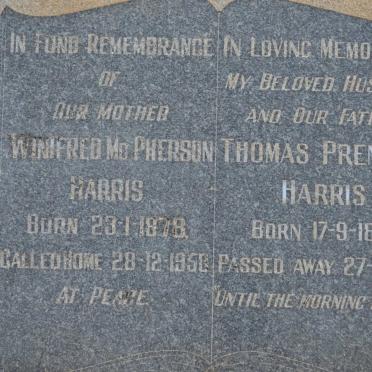 IN FOND REMEMBRANCE
OF
OUR MOTHER
WINIFRED MC PHERSON
HARRIS
BORN 23-1-1878.
CALLED HOME 28-12-1958
AT PEACE.
IN LOVING MEMO
MY BELOVED HUS
AND OUR FAT
THOMAS PREN
HARRIS
BORN 17-9-18
PASSED AWAY 27-
"UNTIL THE MORNING